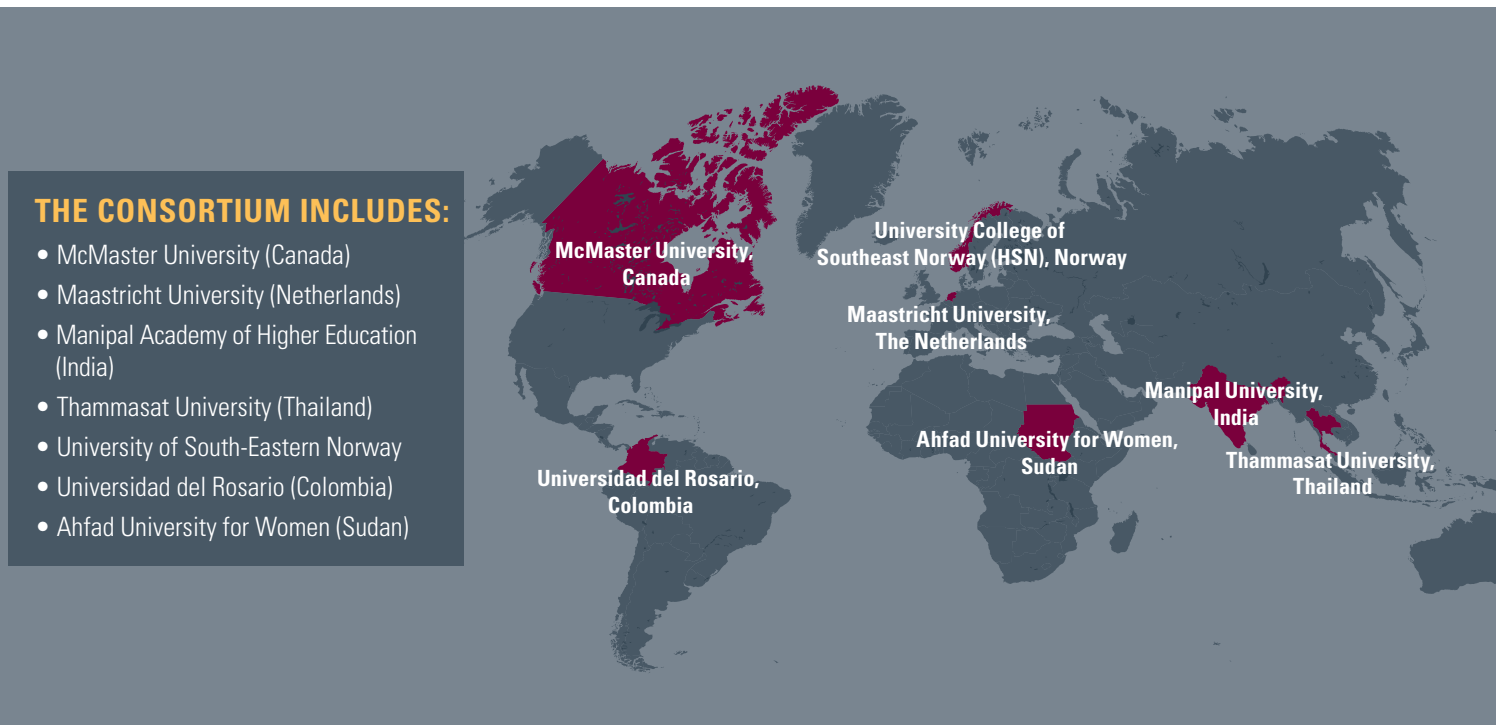 THE CONSORTIUM INCLUDES:
• McMaster University (Canada)
• Maastricht University (Netherlands)
• Manipal Academy of Higher Education
(India)
• Thammasat University (Thailand)
• University of South-Eastern Norway
• Universidad del Rosario (Colombia)
• Ahfad University for Women (Sudan)
McMaster University,
Canada
University College of
Southeast Norway (HSN), Norway
Maastricht University,
The Netherlands
Manipal University,
India
Ahfad University for Women,
Sudan
Thammasat University,
Thailand
Universidad del Rosario,
Colombia